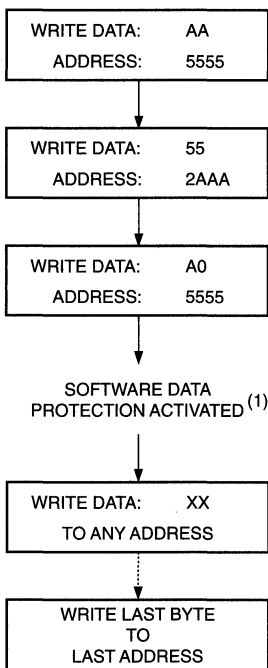 WRITE DATA: AA
ADDRESS: 5555
WRITE DATA: 55
ADDRESS: 2AAA
WRITE DATA: A0
ADDRESS: 5555
SOFTWARE DATA
PROTECTION ACTIVATED (1)
WRITE DATA: XX
TO ANY ADDRESS
WRITE LAST BYTE
TO
LAST ADDRESS